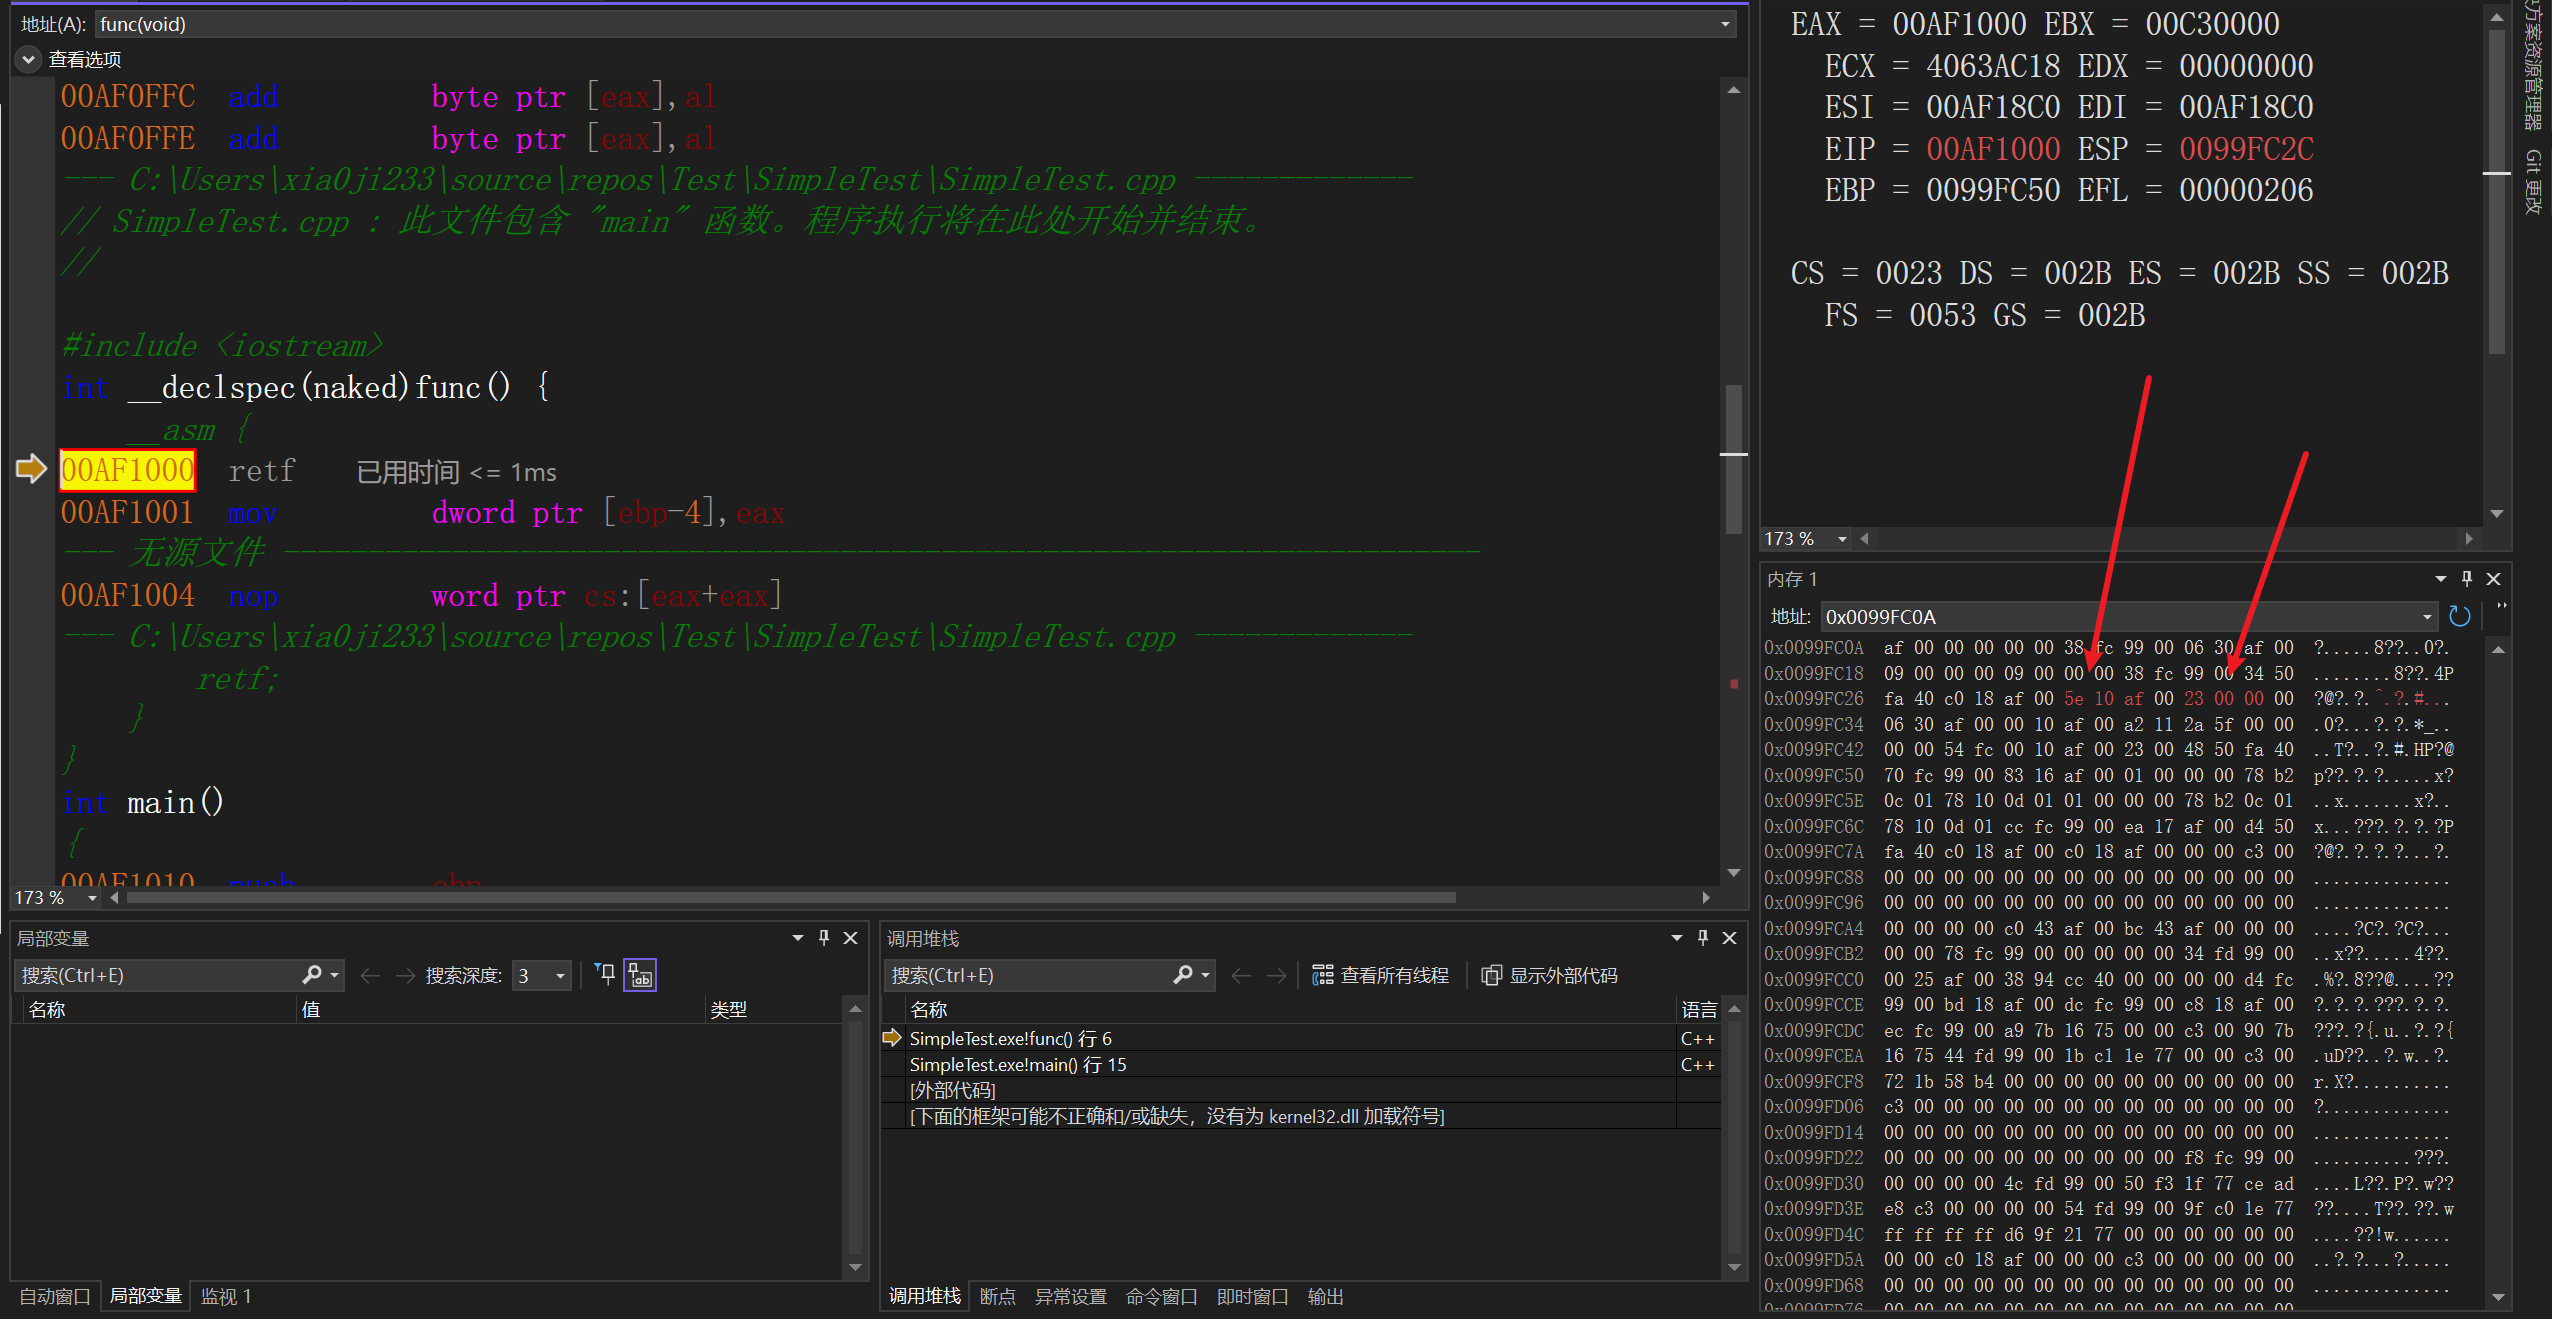 地址(A): func(void)
查看选项
00AF0FFC add byte ptr [eax],al
00AF0FFE add byte ptr [eax],al
--- C:\Users\xia0ji233\source\repos\Test\SimpleTest\SimpleTest.cpp -------------
// SimpleTest.cpp : 此文件包含 "main" 函数。程序执行将在此处开始并结束。
//
#include <iostream>
int __declspec(naked)func() {
__asm {
00AF1000 retf 已用时间 <= 1ms
00AF1001 mov dword ptr [ebp-4],eax
--- 无源文件 -----------------------------------------------------------------------
00AF1004 nop word ptr cs:[eax+eax]
--- C:\Users\xia0ji233\source\repos\Test\SimpleTest\SimpleTest.cpp -------------
retf;
}
}
int main()
{
00AF1010 push ebp
173 %
EAX = 00AF1000 EBX = 00C30000
ECX = 4063AC18 EDX = 00000000
ESI = 00AF18C0 EDI = 00AF18C0
EIP = 00AF1000 ESP = 0099FC2C
EBP = 0099FC50 EFL = 00000206
CS = 0023 DS = 002B ES = 002B SS = 002B
FS = 0053 GS = 002B
173 %
方案资源管理器
Git 更改
内存 1
地址: 0x0099FC0A
0x0099FC0A af 00 00 00 00 00 38 fc 99 00 06 30 af 00 ?.....8??..0?.
0x0099FC18 09 00 00 00 09 00 00 00 38 fc 99 00 34 50 ........8??.4P
0x0099FC26 fa 40 c0 18 af 00 5e 10 af 00 23 00 00 00 ?@?.?.^.?.#...
0x0099FC34 06 30 af 00 00 10 af 00 a2 11 2a 5f 00 00 .0?...?.?.*_..
0x0099FC42 00 00 54 fc 00 10 af 00 23 00 48 50 fa 40 ..T?..?.#.HP?@
0x0099FC50 70 fc 99 00 83 16 af 00 01 00 00 00 78 b2 p??.?.?.....x?
0x0099FC5E 0c 01 78 10 0d 01 01 00 00 00 78 b2 0c 01 ..x.......x?..
0x0099FC6C 78 10 0d 01 cc fc 99 00 ea 17 af 00 d4 50 x...???.?.?.?P
0x0099FC7A fa 40 c0 18 af 00 c0 18 af 00 00 00 c3 00 ?@?.?.?.?...?.
0x0099FC88 00 00 00 00 00 00 00 00 00 00 00 00 00 00 ..............
0x0099FC96 00 00 00 00 00 00 00 00 00 00 00 00 00 00 ..............
0x0099FCA4 00 00 00 00 c0 43 af 00 bc 43 af 00 00 00 ....?C?.?C?...
0x0099FCB2 00 00 78 fc 99 00 00 00 00 00 34 fd 99 00 ..x??.....4??.
0x0099FCC0 00 25 af 00 38 94 cc 40 00 00 00 00 d4 fc .%?.8??@....??
0x0099FCCE 99 00 bd 18 af 00 dc fc 99 00 c8 18 af 00 ?.?.?.???.?.?.
0x0099FCDC ec fc 99 00 a9 7b 16 75 00 00 c3 00 90 7b ???.?{.u..?.?{
0x0099FCEA 16 75 44 fd 99 00 1b c1 1e 77 00 00 c3 00 .uD??..?.w..?.
0x0099FCF8 72 1b 58 b4 00 00 00 00 00 00 00 00 00 00 r.X?..........
0x0099FD06 c3 00 00 00 00 00 00 00 00 00 00 00 00 00 ?.............
0x0099FD14 00 00 00 00 00 00 00 00 00 00 00 00 00 00 ..............
0x0099FD22 00 00 00 00 00 00 00 00 00 00 f8 fc 99 00 ..........???.
0x0099FD30 00 00 00 00 4c fd 99 00 50 f3 1f 77 ce ad ....L??.P?.w??
0x0099FD3E e8 c3 00 00 00 00 54 fd 99 00 9f c0 1e 77 ??....T??.??.w
0x0099FD4C ff ff ff ff d6 9f 21 77 00 00 00 00 00 00 ....??!w......
0x0099FD5A 00 00 c0 18 af 00 00 00 c3 00 00 00 00 00 ..?.?...?.....
0x0099FD68 00 00 00 00 00 00 00 00 00 00 00 00 00 00 ..............
0x0099FD76 00 00 00 00 00 00 00 00 00 00 00 00 00 00
局部变量
搜索(Ctrl+E) 搜索深度: 3
名称 值 类型
自动窗口 局部变量 监视 1
调用堆栈
搜索(Ctrl+E) 查看所有线程 显示外部代码
名称 语言
SimpleTest.exe!func() 行 6 C++
SimpleTest.exe!main() 行 15 C++
[外部代码]
[下面的框架可能不正确和/或缺失，没有为 kernel32.dll 加载符号]
调用堆栈 断点 异常设置 命令窗口 即时窗口 输出